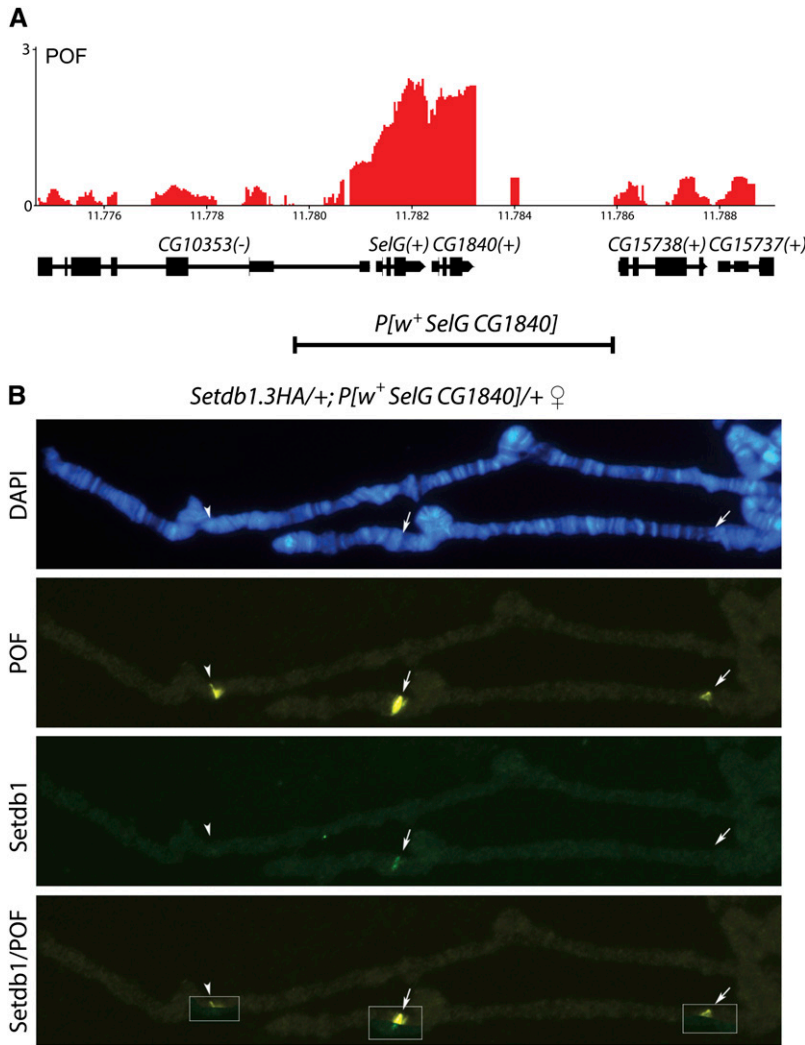 A
3
POF
0
11.776 11.778 11.780 11.782 11.784 11.786 11.788
CG10353(-) SelG(+) CG1840(+) CG15738(+) CG15737(+)
P[w+ SelG CG1840]
B
Setdb1.3HA/+; P[w+ SelG CG1840]/+ ♀
DAPI
POF
Setdb1
Setdb1/POF